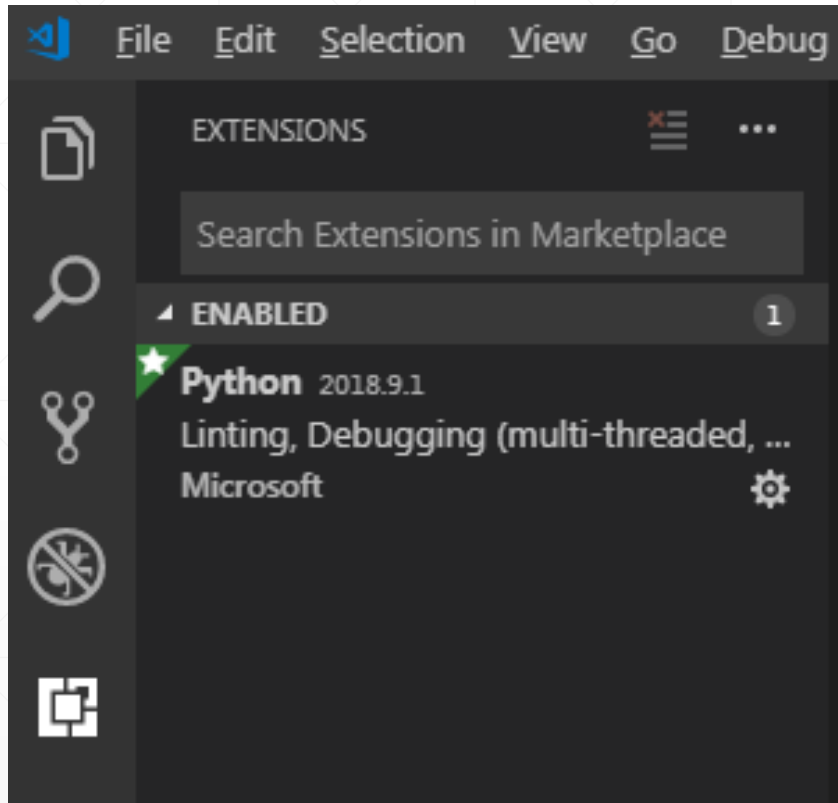 File Edit Selection View Go Debug
EXTENSIONS ...
Search Extensions in Marketplace
ENABLED 1
Python 2018.9.1
Linting, Debugging (multi-threaded, ...
Microsoft